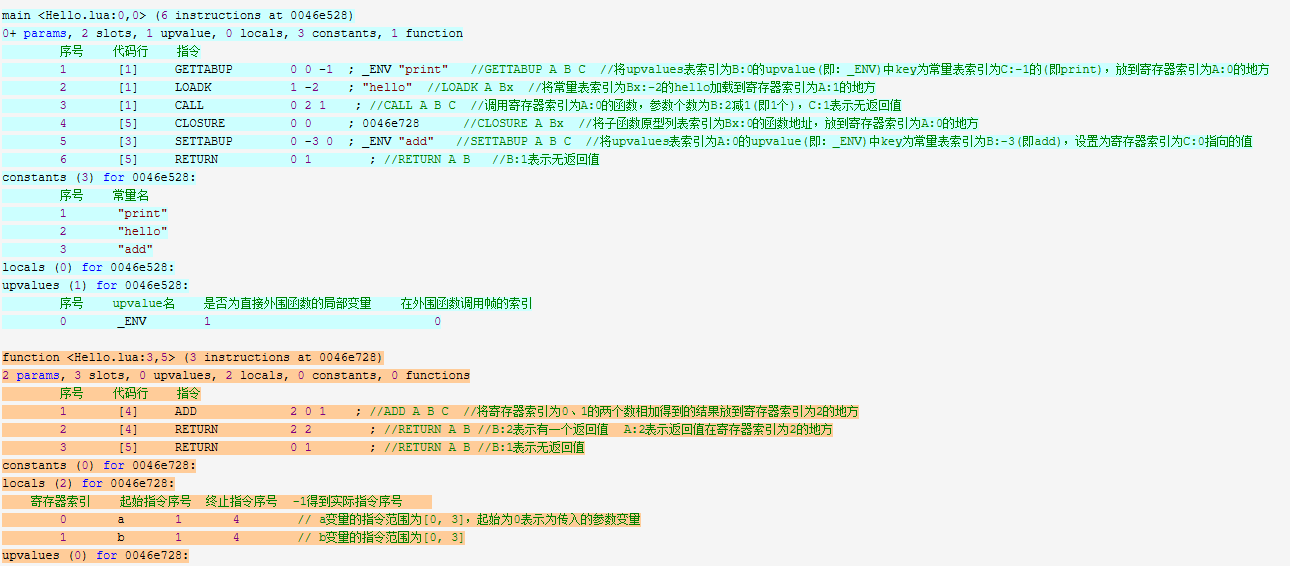 main <Hello.lua:0,0> (6 instructions at 0046e528)
0+ params, 2 slots, 1 upvalue, 0 locals, 3 constants, 1 function
序号 代码行 指令
1 [1] GETTABUP 0 0 -1 ; _ENV "print" //GETTABUP A B C //将upvalues表索引为B:0的upvalue(即: _ENV)中key为常量表索引为C:-1的(即print), 放到寄存器索引为A:0的地方
2 [1] LOADK 1 -2 ; "hello" //LOADK A Bx //将常量表索引为Bx:-2的hello加载到寄存器索引为A:1的地方
3 [1] CALL 0 2 1 ; //CALL A B C //调用寄存器索引为A:0的函数, 参数个数为B:2减1(即1个), C:1表示无返回值
4 [5] CLOSURE 0 0 ; 0046e728 //CLOSURE A Bx //将子函数原型列表索引为Bx:0的函数地址, 放到寄存器索引为A:0的地方
5 [3] SETTABUP 0 -3 0 ; _ENV "add" //SETTABUP A B C //将upvalues表索引为A:0的upvalue(即: _ENV)中key为常量表索引为B:-3(即add), 设置为寄存器索引为C:0指向的值
6 [5] RETURN 0 1 ; //RETURN A B //B:1表示无返回值
constants (3) for 0046e528:
序号 常量名
1 "print"
2 "hello"
3 "add"
locals (0) for 0046e528:
upvalues (1) for 0046e528:
序号 upvalue名 是否为直接外围函数的局部变量 在外围函数调用帧的索引
0 _ENV 1 0
function <Hello.lua:3,5> (3 instructions at 0046e728)
2 params, 3 slots, 0 upvalues, 2 locals, 0 constants, 0 functions
序号 代码行 指令
1 [4] ADD 2 0 1 ; //ADD A B C //将寄存器索引为0、1的两个数相加得到的结果放到寄存器索引为2的地方
2 [4] RETURN 2 2 ; //RETURN A B //B:2表示有一个返回值 A:2表示返回值在寄存器索引为2的地方
3 [5] RETURN 0 1 ; //RETURN A B //B:1表示无返回值
constants (0) for 0046e728:
locals (2) for 0046e728:
寄存器索引 起始指令序号 终止指令序号 -1得到实际指令序号
0 a 1 4 // a变量的指令范围为[0, 3], 起始为0表示为传入的参数变量
1 b 1 4 // b变量的指令范围为[0, 3]
upvalues (0) for 0046e728: